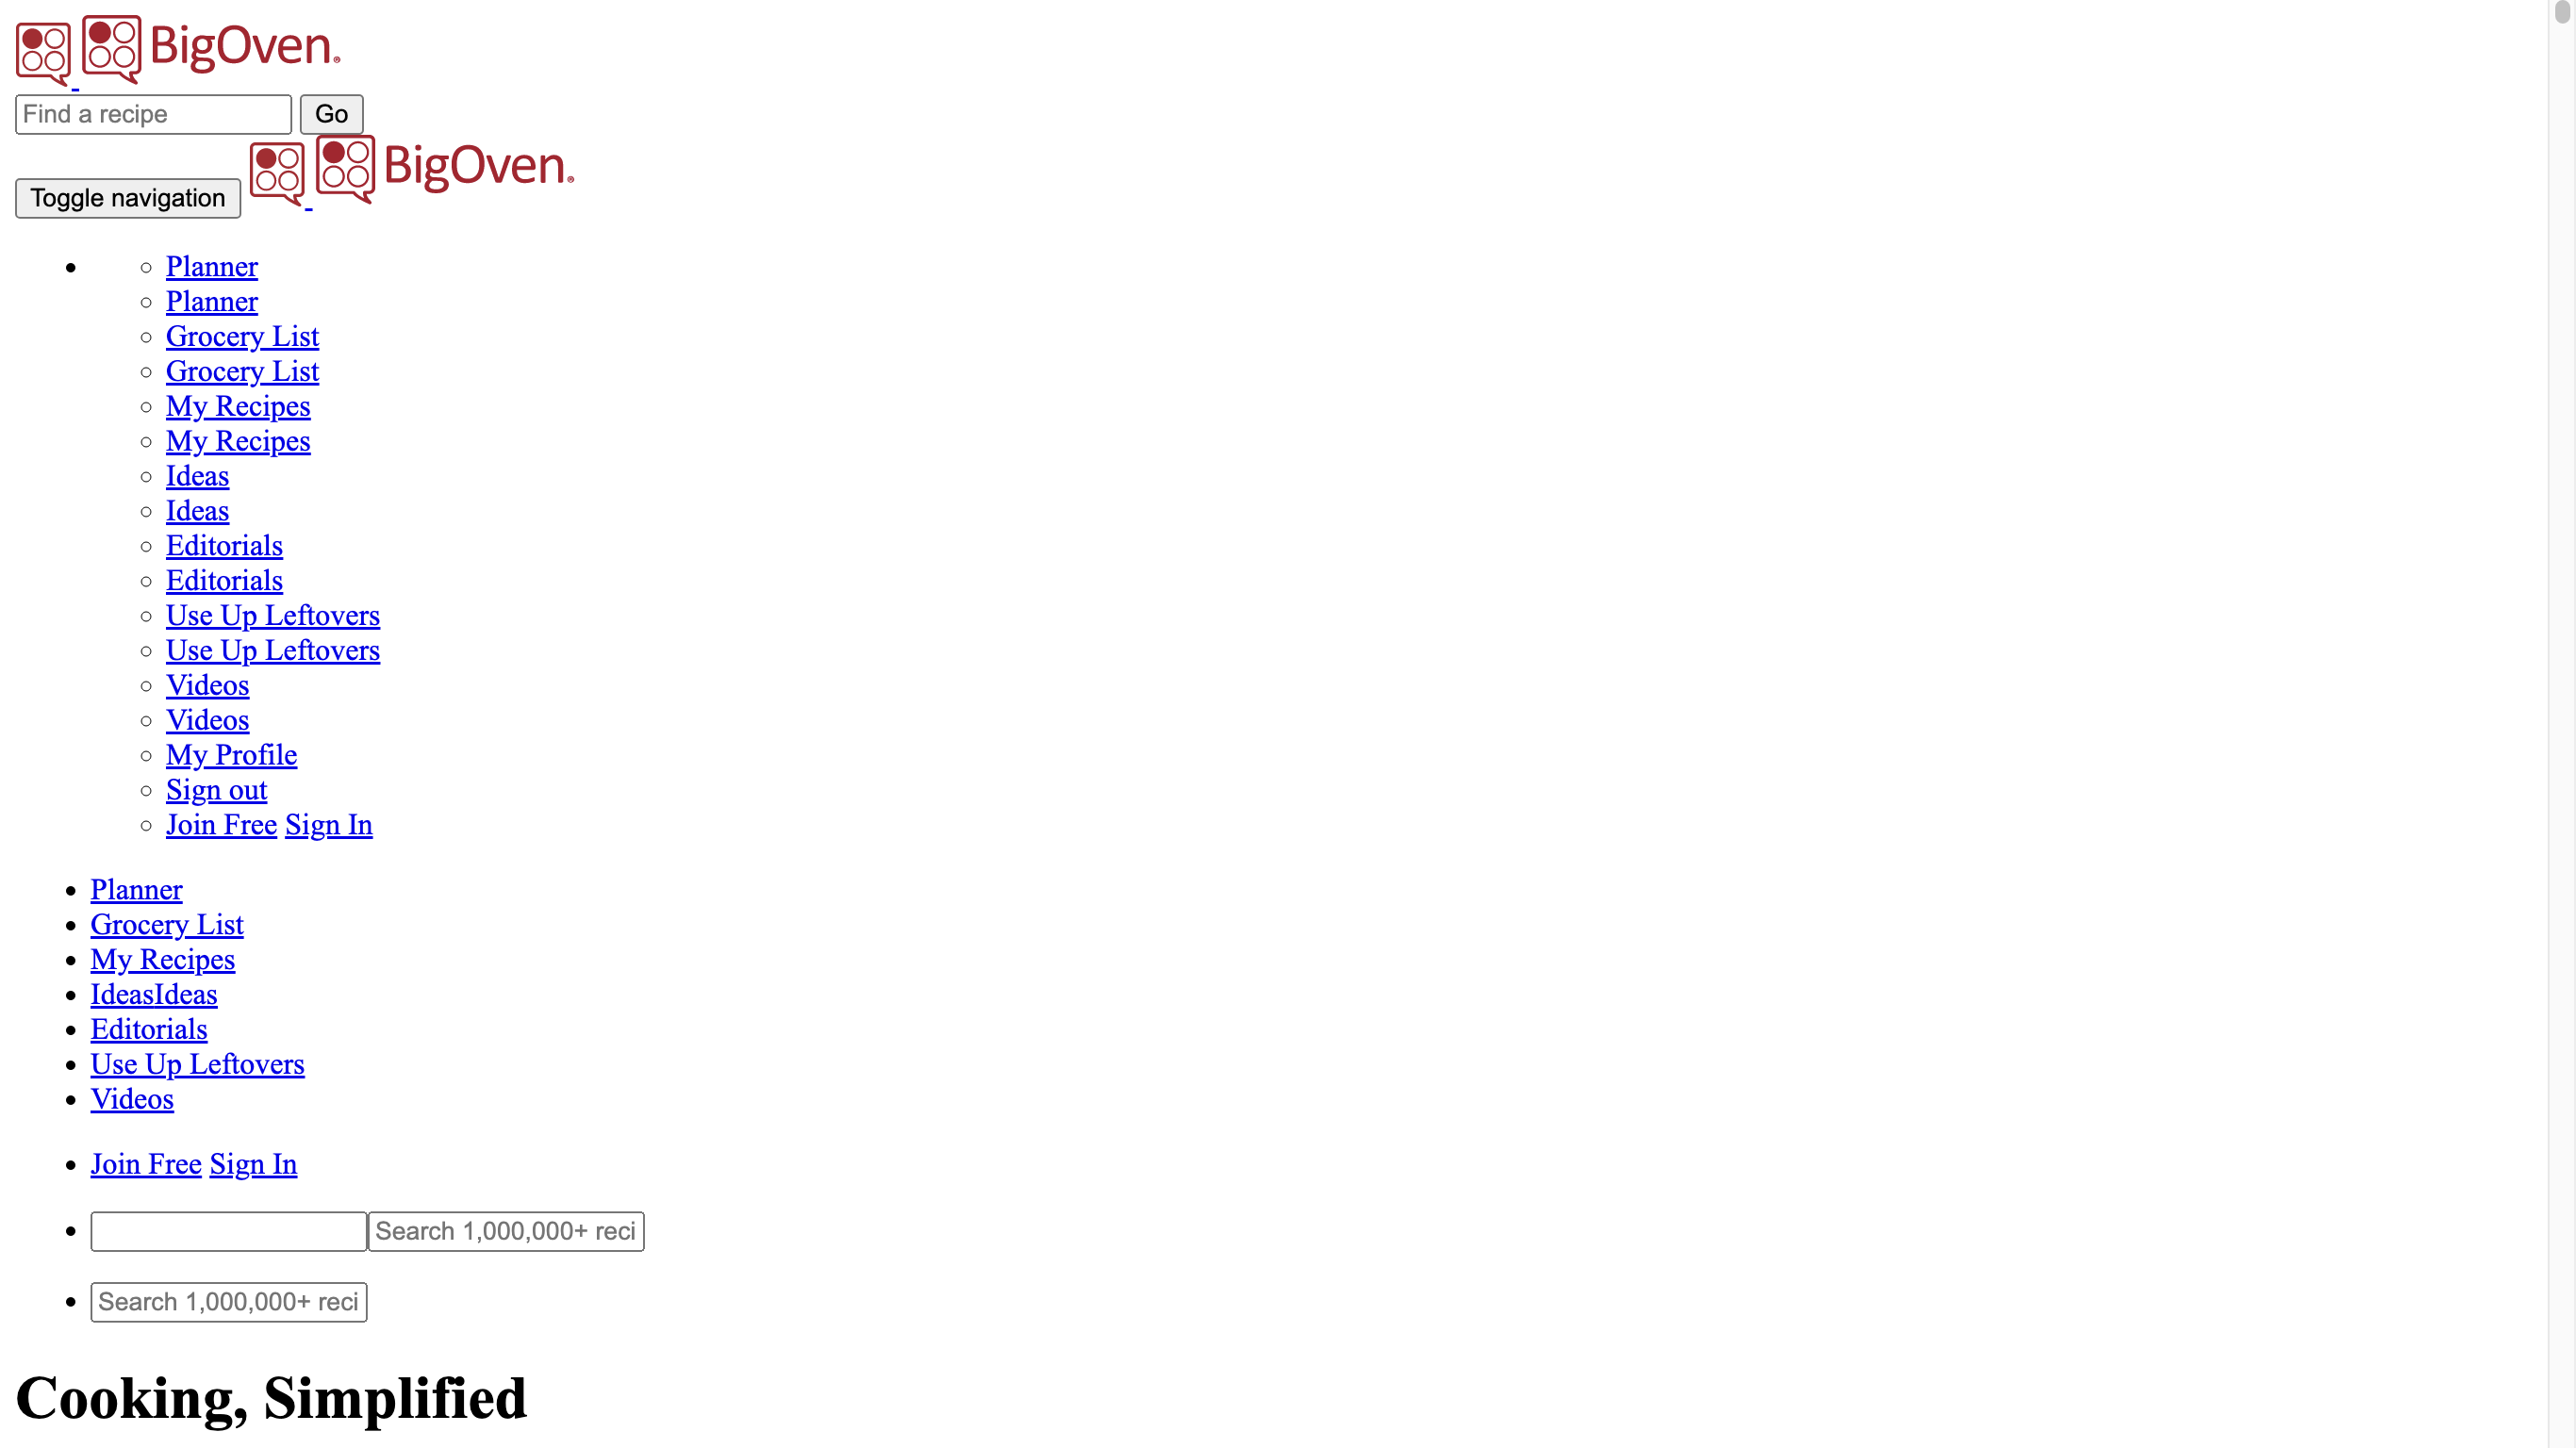 BigOven®
Find a recipe Go
Toggle navigation BigOven®
Planner
Planner
Grocery List
Grocery List
My Recipes
My Recipes
Ideas
Ideas
Editorials
Editorials
Use Up Leftovers
Use Up Leftovers
Videos
Videos
My Profile
Sign out
Join Free Sign In
Planner
Grocery List
My Recipes
IdeasIdeas
Editorials
Use Up Leftovers
Videos
Join Free Sign In
Search 1,000,000+ reci
Search 1,000,000+ reci
Cooking, Simplified